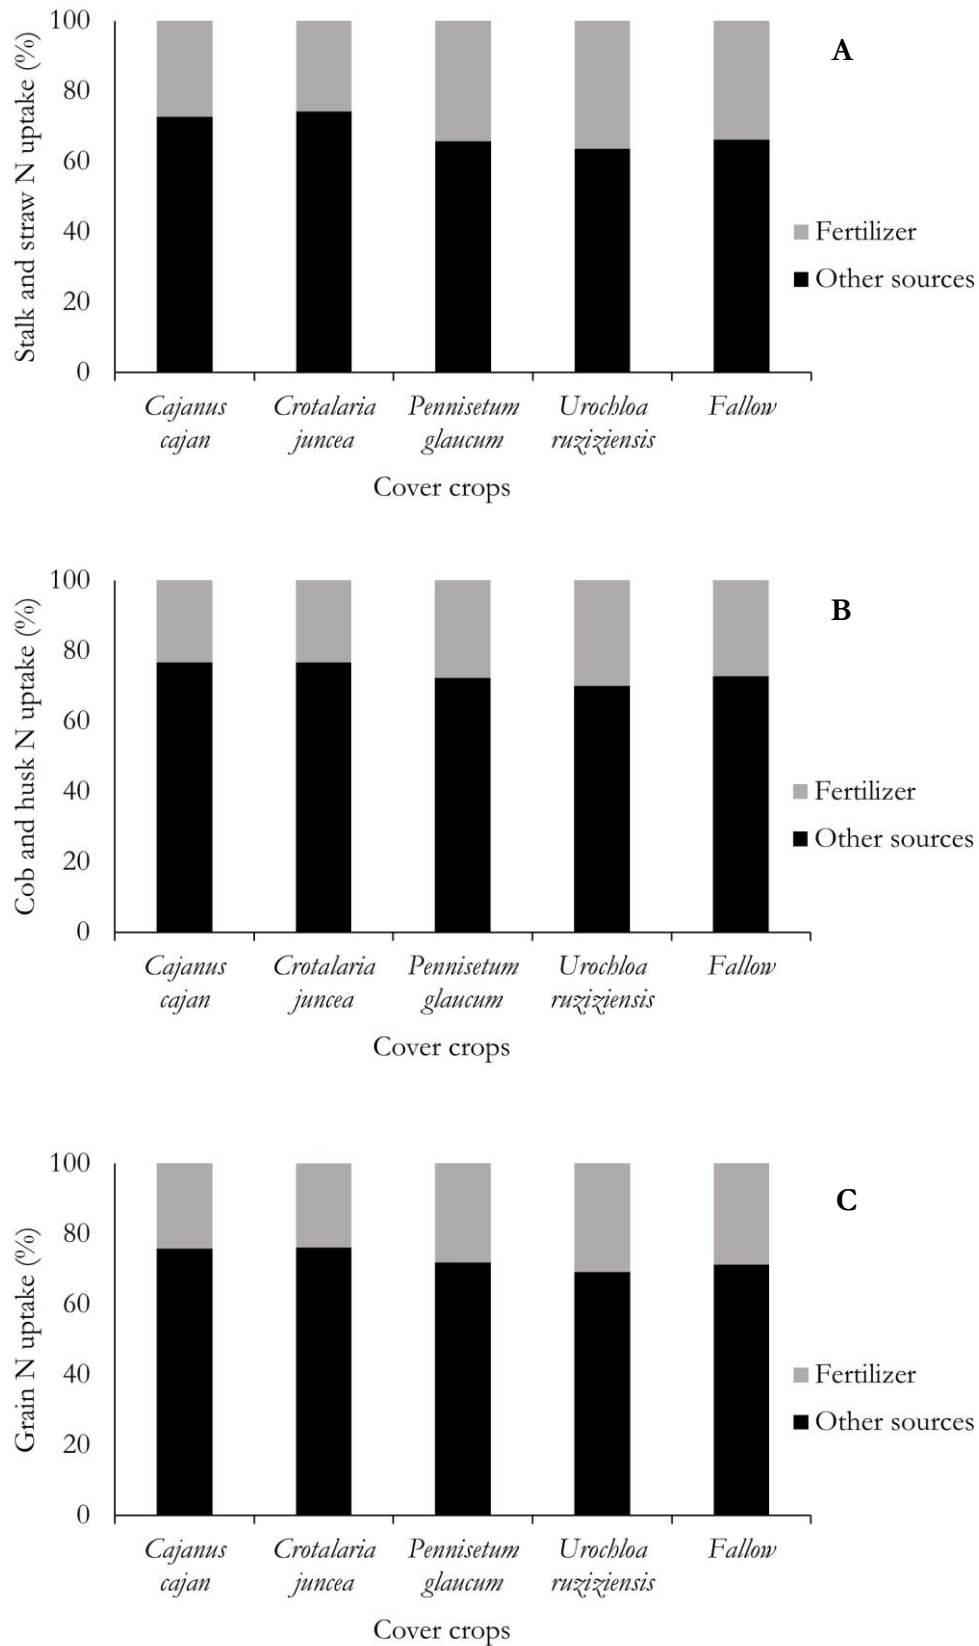 Stalk and straw N uptake (%)
100
80
60
40
20
0
A
Fertilizer
Other sources
Cajanus
cajan
Crotalaria
juncea
Pennisetum
glaucum
Urochloa
ruziziensis
Fallow
Cover crops
Cob and husk N uptake (%)
100
80
60
40
20
0
B
Fertilizer
Other sources
Cajanus
cajan
Crotalaria
juncea
Pennisetum
glaucum
Urochloa
ruziziensis
Fallow
Cover crops
Grain N uptake (%)
100
80
60
40
20
0
C
Fertilizer
Other sources
Cajanus
cajan
Crotalaria
juncea
Pennisetum
glaucum
Urochloa
ruziziensis
Fallow
Cover crops